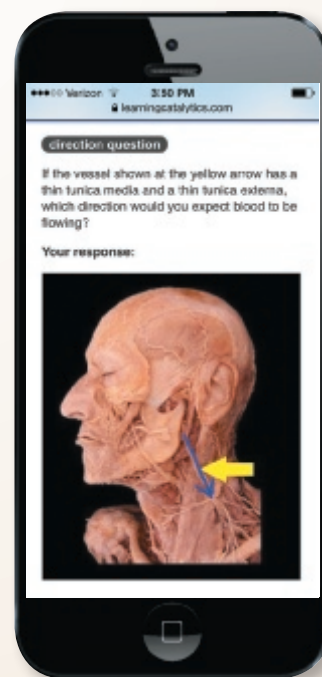 Verizon 3:50 PM
learningcatalytics.com
direction question
If the vessel shown at the yellow arrow has a
thin tunica media and a thin tunica externa,
which direction would you expect blood to be
flowing?
Your response: